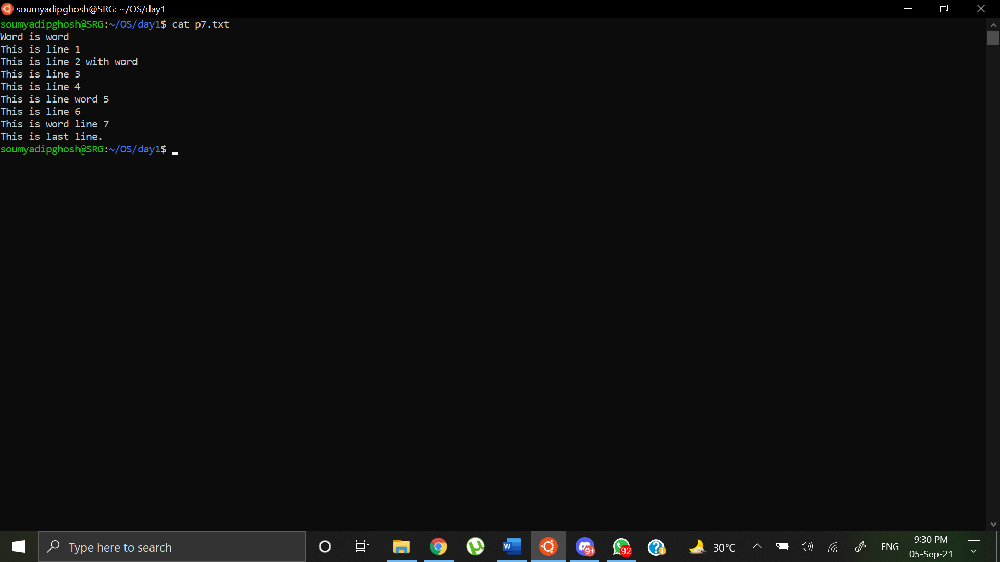 soumyadipghosh@SRG: ~/OS/day1
soumyadipghosh@SRG:~/OS/day1$ cat p7.txt
Word is word
This is line 1
This is line 2 with word
This is line 3
This is line 4
This is line word 5
This is line 6
This is word line 7
This is last line.
soumyadipghosh@SRG:~/OS/day1$
Type here to search
W
9+
92
30°C
ENG
9:30 PM
05-Sep-21